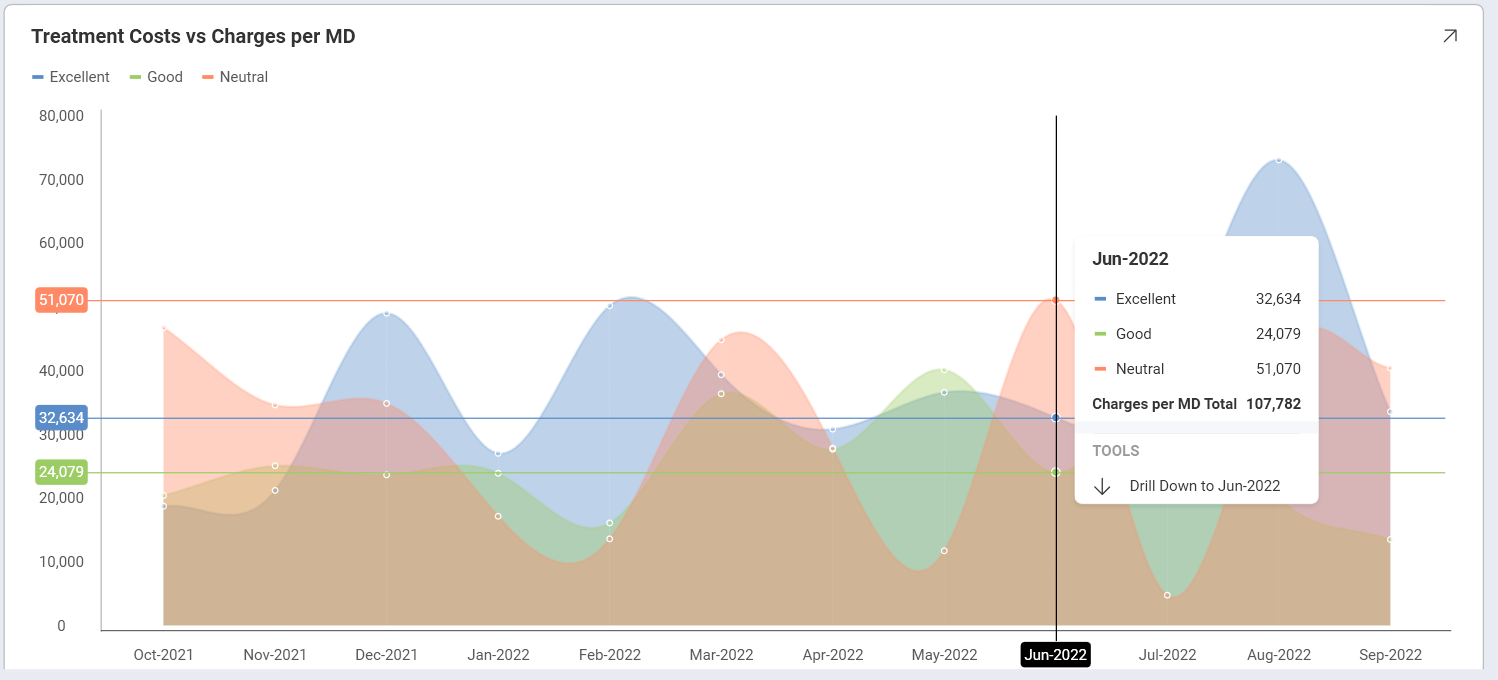 Treatment Costs vs Charges per MD
Excellent Good Neutral
80,000
70,000
60,000
51,070
40,000
32,634
30,000
24,079
20,000
10,000
0
Oct-2021 Nov-2021 Dec-2021 Jan-2022 Feb-2022 Mar-2022 Apr-2022 May-2022 Jun-2022 Jul-2022 Aug-2022 Sep-2022
Jun-2022
Excellent 32,634
Good 24,079
Neutral 51,070
Charges per MD Total 107,782
TOOLS
Drill Down to Jun-2022